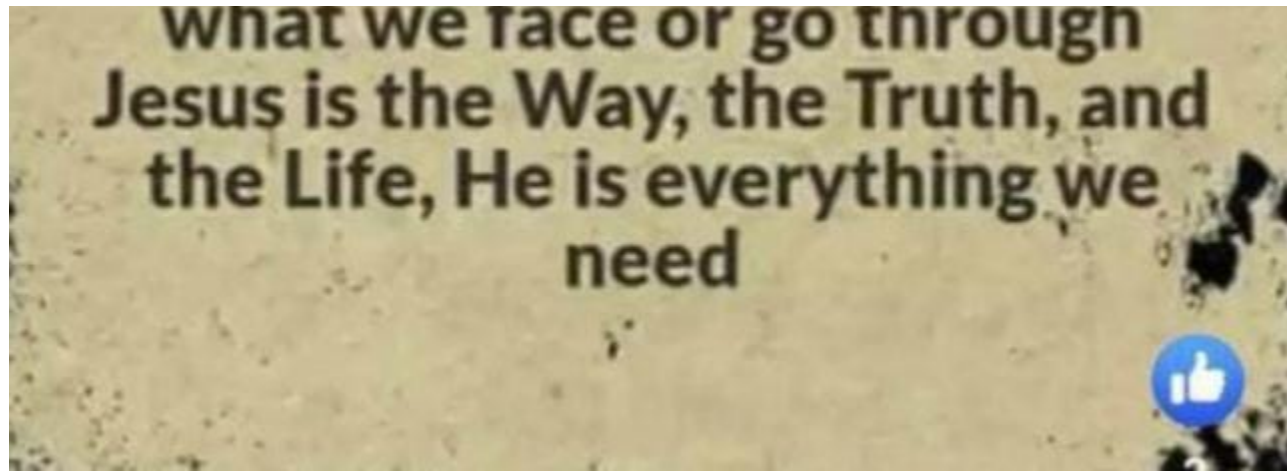 what we face or go through
Jesus is the Way, the Truth, and
the Life, He is everything we
need